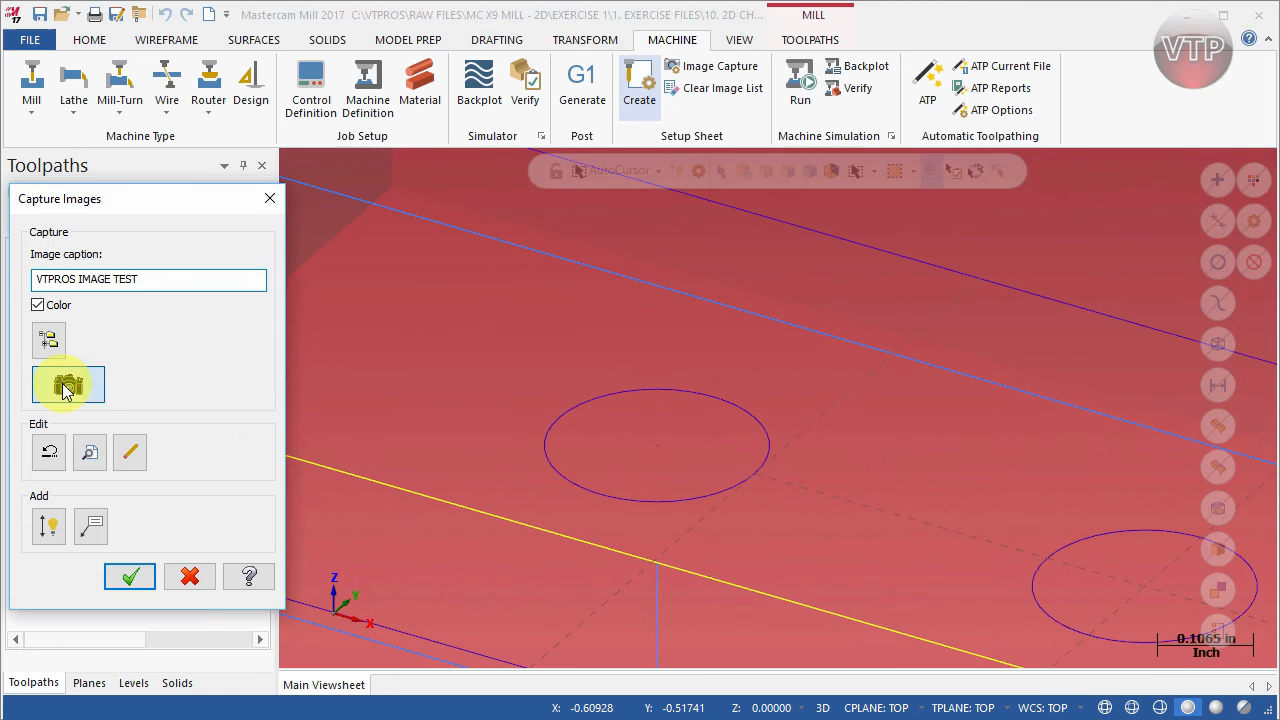 17
Mastercam Mill 2017
C:\VTPROS\RAW FILES\MC X9 MILL - 2D\EXERCISE 1\1. EXERCISE FILES\10. 2D CH...
MILL
FILE
HOME
WIREFRAME
SURFACES
SOLIDS
MODEL PREP
DRAFTING
TRANSFORM
MACHINE
VIEW
TOOLPATHS
VTP
Mill
Lathe
Mill-Turn
Wire
Router
Design
Control
Definition
Machine
Definition
Material
Backplot
Verify
G1
Generate
Create
Image Capture
Clear Image List
Run
Backplot
Verify
ATP
ATP Current File
ATP Reports
ATP Options
Machine Type
Job Setup
Simulator
Post
Setup Sheet
Machine Simulation
Automatic Toolpathing
Toolpaths
AutoCursor
Capture Images
Capture
Image caption:
VTPROS IMAGE TEST
Color
Edit
Add
Z
Y
X
0.1065 in
Inch
Toolpaths
Planes
Levels
Solids
Main Viewsheet
X: -0.60928
Y: -0.51741
Z: 0.00000
3D
CPLANE: TOP
TPLANE: TOP
WCS: TOP